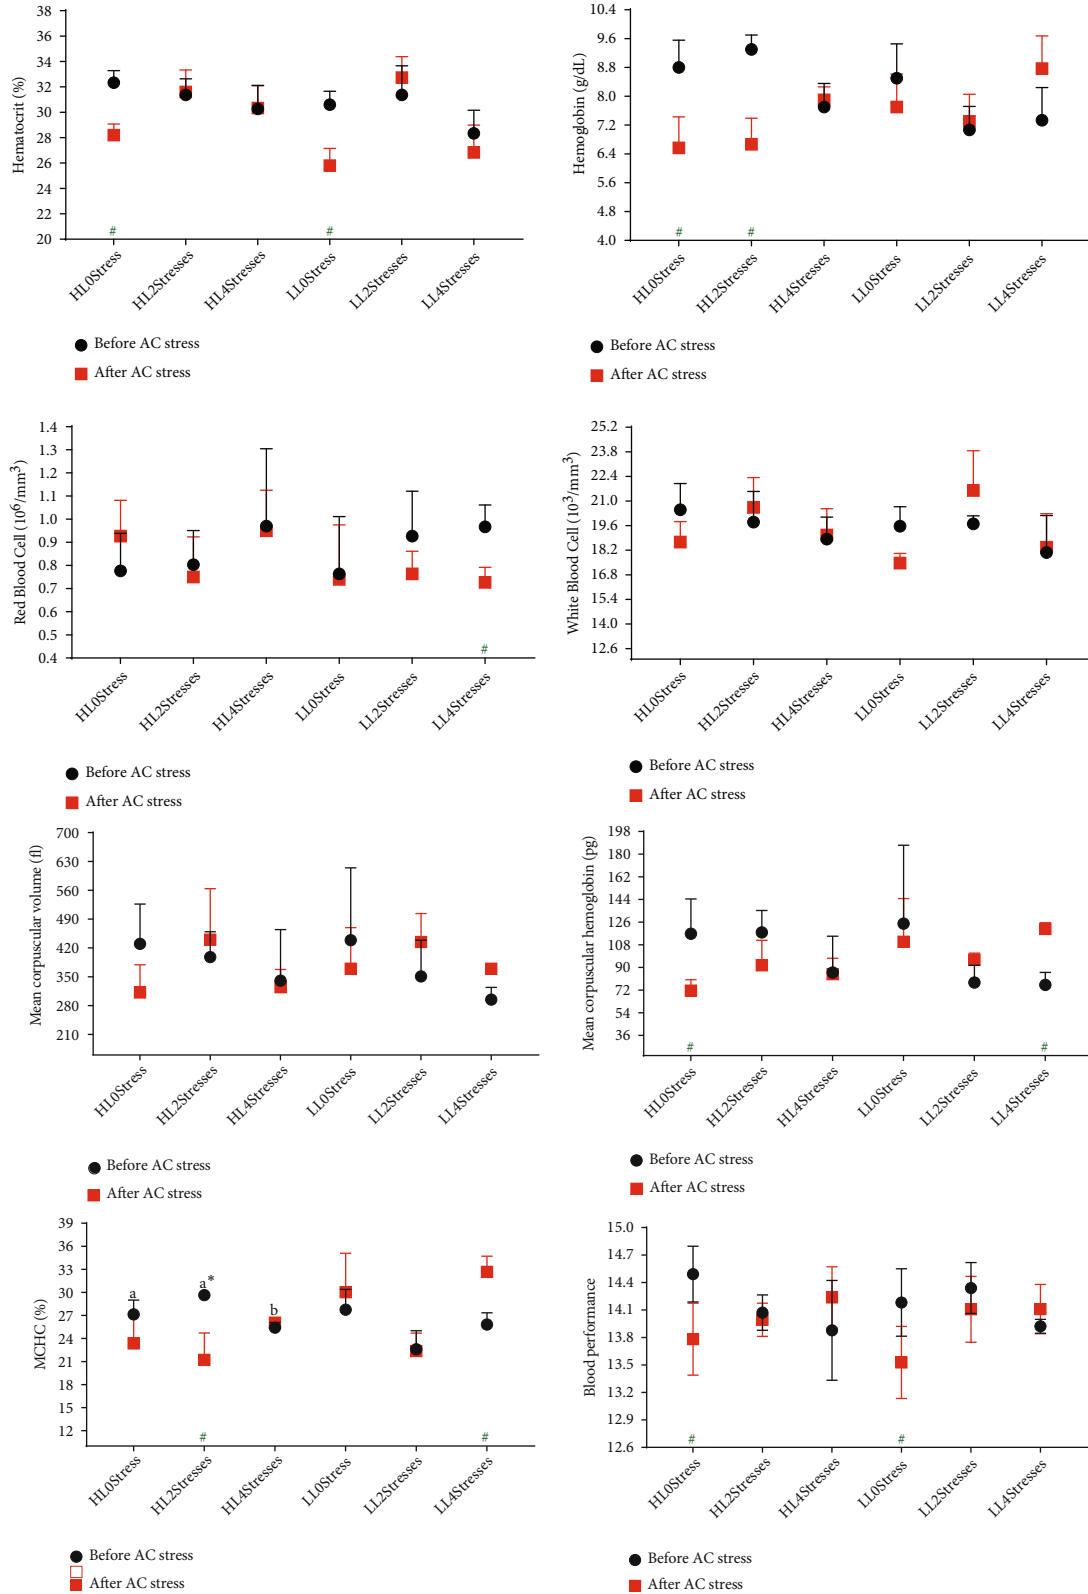 Hematocrit (%)
38
36
34
32
30
28
26
24
22
20
#
#
HL0Stress
HL2Stresses
HL4Stresses
LL0Stress
LL2Stresses
LL4Stresses
Before AC stress
After AC stress
Hemoglobin (g/dL)
10.4
9.6
8.8
8.0
7.2
6.4
5.6
4.8
4.0
#
#
HL0Stress
HL2Stresses
HL4Stresses
LL0Stress
LL2Stresses
LL4Stresses
Before AC stress
After AC stress
Red Blood Cell (10⁶/mm³)
1.4
1.3
1.2
1.1
1.0
0.9
0.8
0.7
0.6
0.5
0.4
#
HL0Stress
HL2Stresses
HL4Stresses
LL0Stress
LL2Stresses
LL4Stresses
Before AC stress
After AC stress
White Blood Cell (10³/mm³)
25.2
23.8
22.4
21.0
19.6
18.2
16.8
15.4
14.0
12.6
HL0Stress
HL2Stresses
HL4Stresses
LL0Stress
LL2Stresses
LL4Stresses
Before AC stress
After AC stress
Mean corpuscular volume (fl)
700
630
560
490
420
350
280
210
HL0Stress
HL2Stresses
HL4Stresses
LL0Stress
LL2Stresses
LL4Stresses
Before AC stress
After AC stress
Mean corpuscular hemoglobin (pg)
198
180
162
144
126
108
90
72
54
36
#
#
HL0Stress
HL2Stresses
HL4Stresses
LL0Stress
LL2Stresses
LL4Stresses
Before AC stress
After AC stress
MCHC (%)
39
36
33
30
27
24
21
18
15
12
a
a*
b
#
#
HL0Stress
HL2Stresses
HL4Stresses
LL0Stress
LL2Stresses
LL4Stresses
Before AC stress
After AC stress
Blood performance
15.0
14.7
14.4
14.1
13.8
13.5
13.2
12.9
12.6
#
#
HL0Stress
HL2Stresses
HL4Stresses
LL0Stress
LL2Stresses
LL4Stresses
Before AC stress
After AC stress